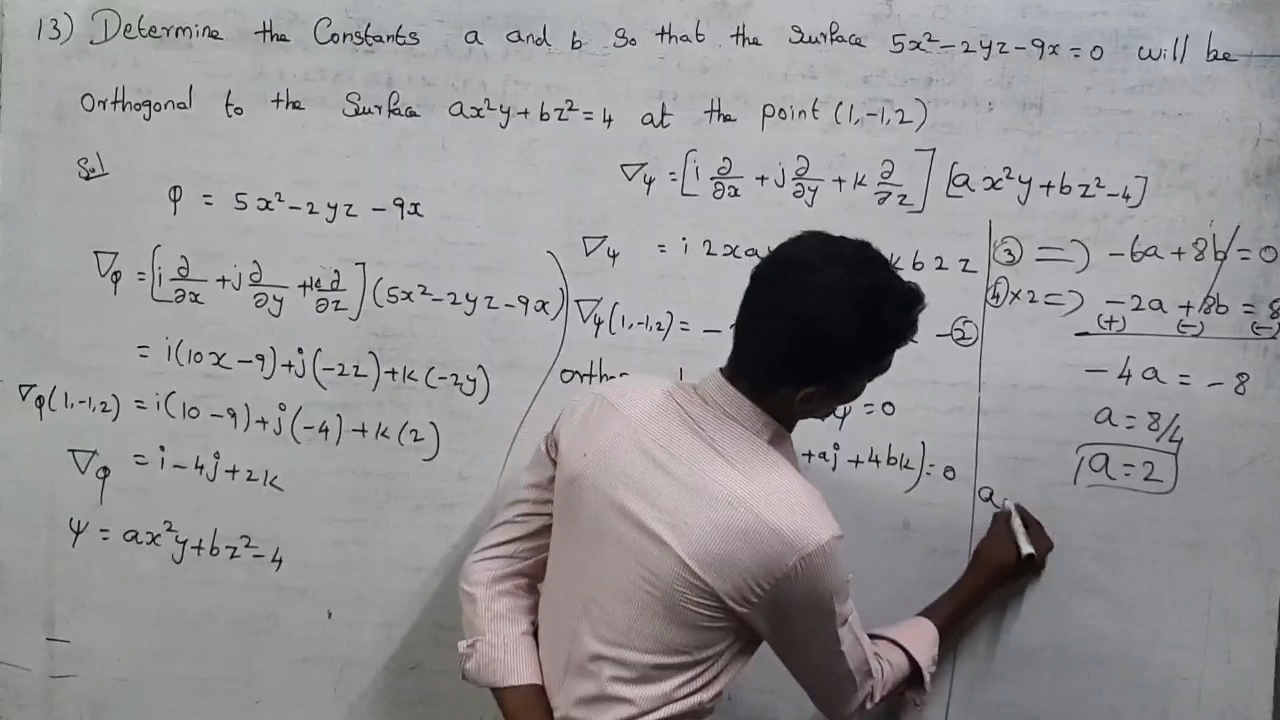 13) Determine the Constants a and b so that the surface 5x²-2yz-9x=0 will be
Orthogonal to the Surface ax²y+bz²=4 at the point (1,-1,2)
Sol
φ = 5x²-2yz-9x
∇φ = [i ∂/∂x + j ∂/∂y + k ∂/∂z] (5x²-2yz-9x)
= i(10x-9)+j(-2z)+k(-2y)
∇φ(1,-1,2) = i(10-9)+j(-4)+k(2)
∇φ = i-4j+2k
ψ = ax²y+bz²-4
∇ψ = [i ∂/∂x + j ∂/∂y + k ∂/∂z] [ax²y+bz²-4]
∇ψ = i 2xa kb2z
∇ψ(1,-1,2) = - -②
ψ=0
+aj+4bk)=0
③ => -6a+8b=0
④×2 => -2a+8b=8
(+) (-) (-)
-4a=-8
a=8/4
a=2
a